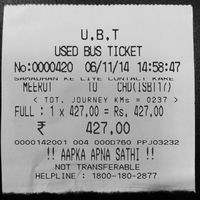 U.B.T
USED BUS TICKET
No:0000420 06/11/14 14:58:47
SAMADHAN KE LIYE CONTACT KARE
MEERUT TO CHD(ISBT17)
< TOT. JOURNEY KMs = 0237 >
FULL : 1 x 427.00= Rs, 427.00
₹ 427.00
0000142001 004 000D760 PPJ03232
!! AAPKA APNA SATHI !!
NOT TRANSFERABLE
HELPLINE : 1800-180-2877